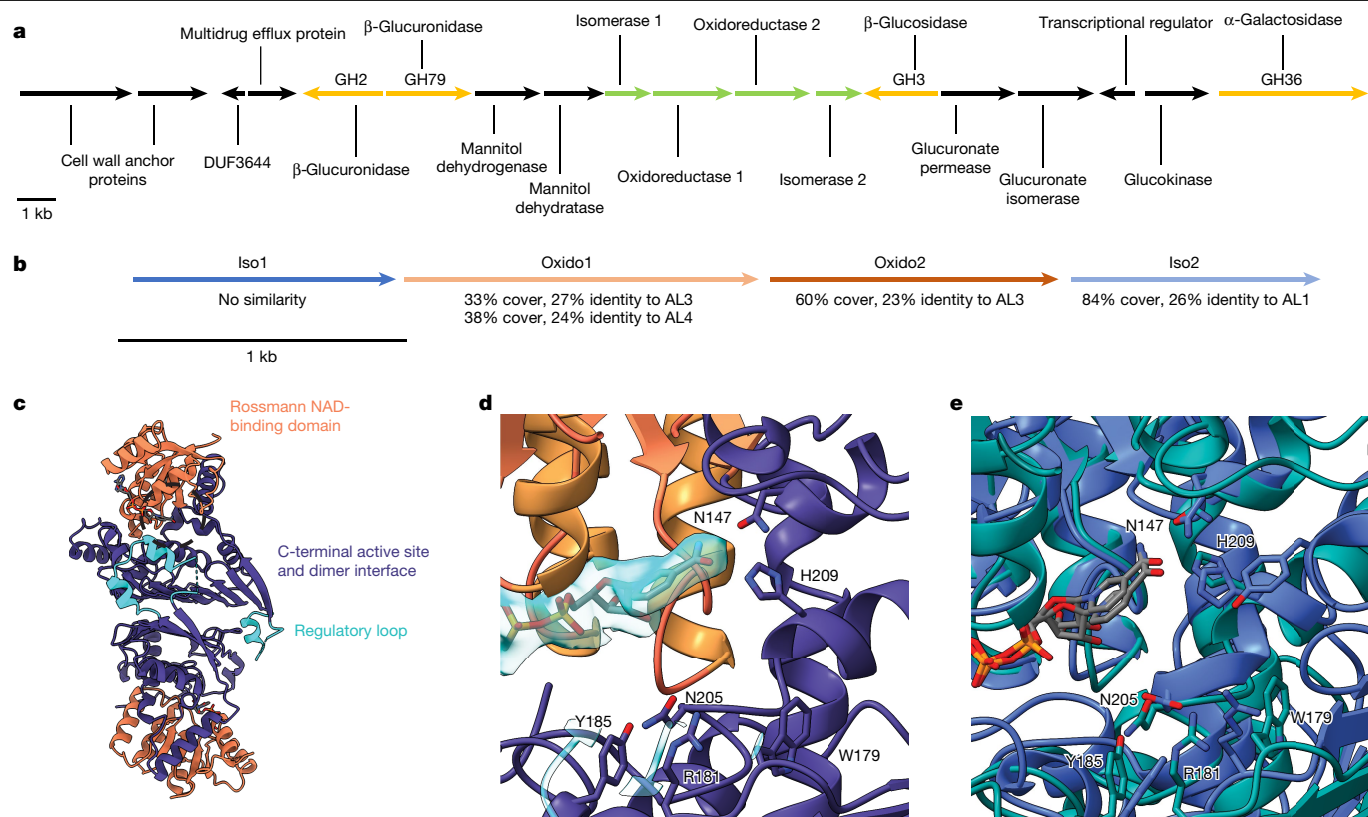 a
Multidrug efflux protein
β-Glucuronidase
Isomerase 1
Oxidoreductase 2
β-Glucosidase
Transcriptional regulator
α-Galactosidase
GH2
GH79
GH3
GH36
Cell wall anchor
proteins
DUF3644
β-Glucuronidase
Mannitol
dehydrogenase
Mannitol
dehydratase
Oxidoreductase 1
Isomerase 2
Glucuronate
permease
Glucuronate
isomerase
Glucokinase
1 kb
b
Iso1
Oxido1
Oxido2
Iso2
No similarity
33% cover, 27% identity to AL3
38% cover, 24% identity to AL4
60% cover, 23% identity to AL3
84% cover, 26% identity to AL1
1 kb
c
Rossmann NAD-
binding domain
C-terminal active site
and dimer interface
Regulatory loop
d
N147
H209
N205
Y185
W179
R181
e
N147
H209
N205
W179
Y185
R181